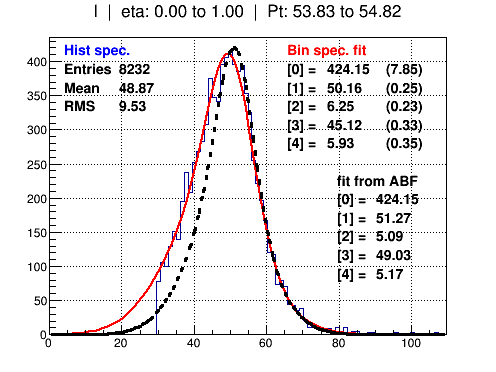 I | eta: 0.00 to 1.00 | Pt: 53.83 to 54.82
Hist spec.
Entries 8232
Mean 48.87
RMS 9.53
Bin spec. fit
[0] = 424.15 (7.85)
[1] = 50.16 (0.25)
[2] = 6.25 (0.23)
[3] = 45.12 (0.33)
[4] = 5.93 (0.35)
fit from ABF
[0] = 424.15
[1] = 51.27
[2] = 5.09
[3] = 49.03
[4] = 5.17
400
350
300
250
200
150
100
50
0
0 20 40 60 80 100